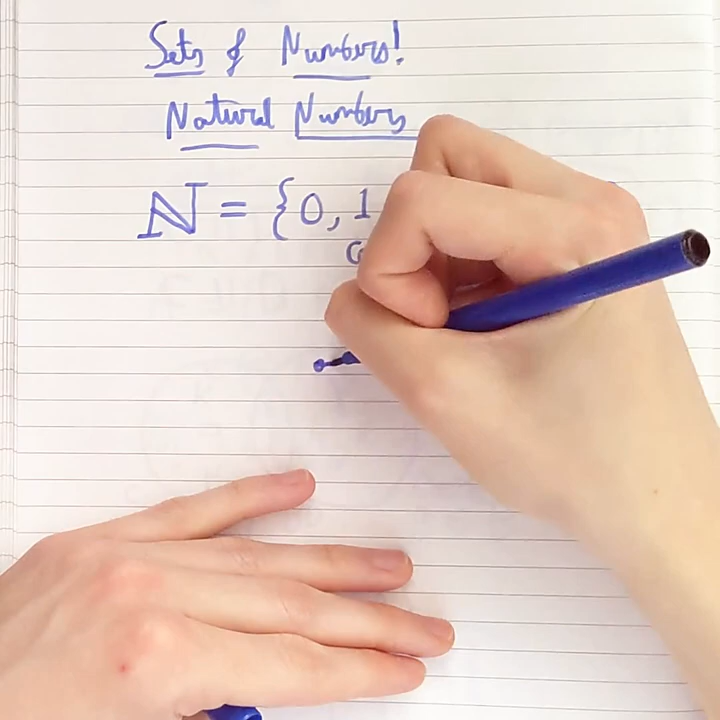 Sets of Numbers!
Natural Numbers
ℕ = {0, 1